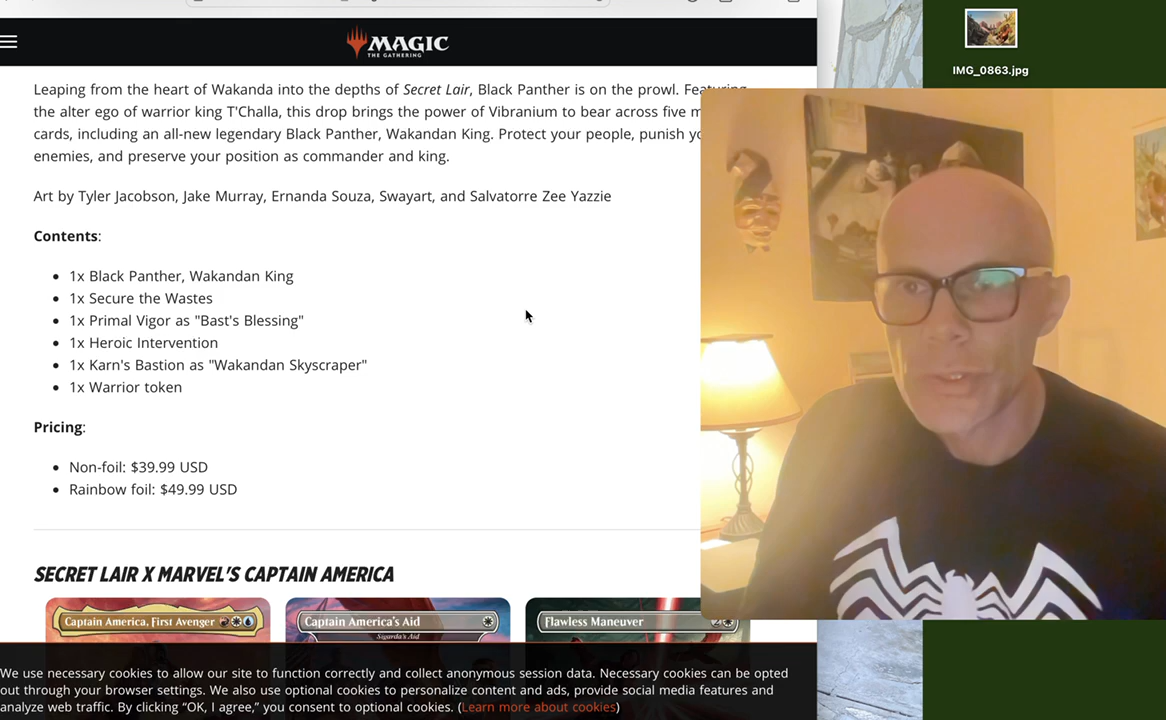 MAGIC
THE GATHERING
IMG_0863.jpg
Leaping from the heart of Wakanda into the depths of Secret Lair, Black Panther is on the prowl. Featuring
the alter ego of warrior king T'Challa, this drop brings the power of Vibranium to bear across five
cards, including an all-new legendary Black Panther, Wakandan King. Protect your people, punish
enemies, and preserve your position as commander and king.
Art by Tyler Jacobson, Jake Murray, Ernanda Souza, Swayart, and Salvatorre Zee Yazzie
Contents:
• 1x Black Panther, Wakandan King
• 1x Secure the Wastes
• 1x Primal Vigor as "Bast's Blessing"
• 1x Heroic Intervention
• 1x Karn's Bastion as "Wakandan Skyscraper"
• 1x Warrior token
Pricing:
• Non-foil: $39.99 USD
• Rainbow foil: $49.99 USD
SECRET LAIR X MARVEL'S CAPTAIN AMERICA
Captain America, First Avenger
Captain America's Aid
Sigarda's Aid
Flawless Maneuver
We use necessary cookies to allow our site to function correctly and collect anonymous session data. Necessary cookies can be opted
out through your browser settings. We also use optional cookies to personalize content and ads, provide social media features and
analyze web traffic. By clicking “OK, I agree,” you consent to optional cookies. (Learn more about cookies)